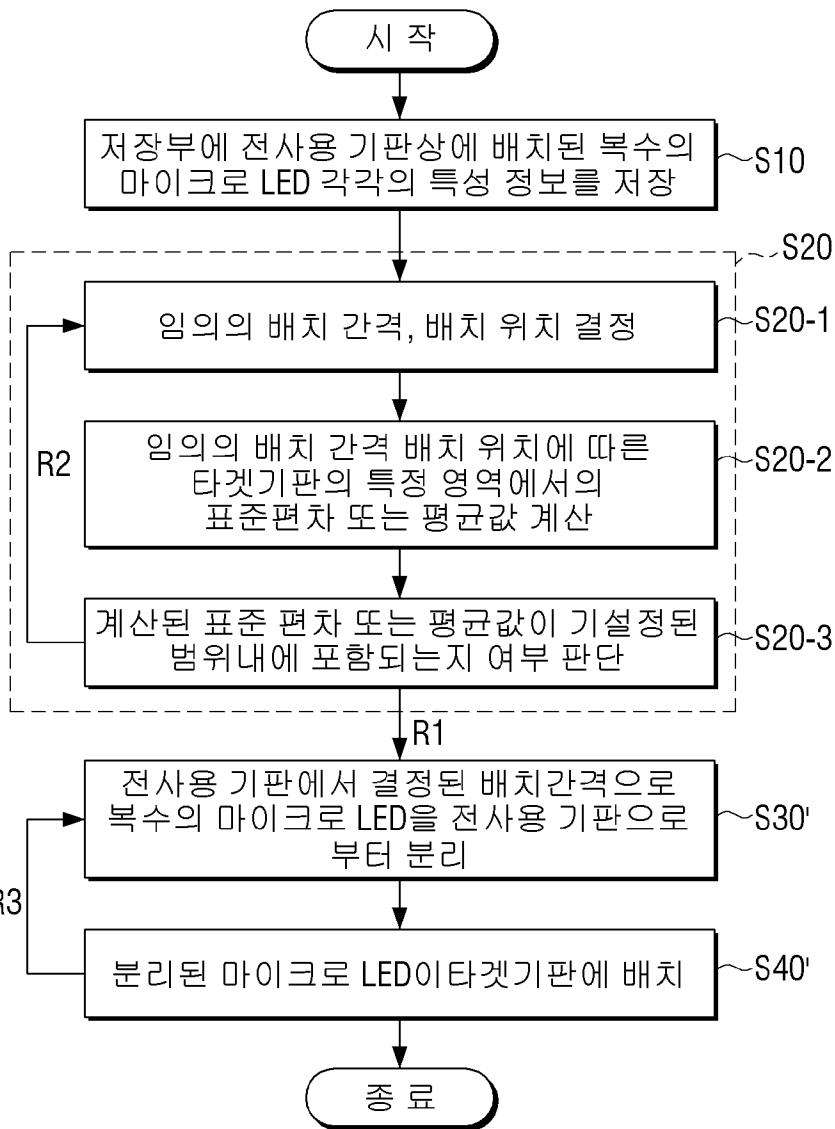 시 작
저장부에 전사용 기판상에 배치된 복수의
마이크로 LED 각각의 특성 정보를 저장
S10
S20
임의의 배치 간격, 배치 위치 결정
S20-1
임의의 배치 간격 배치 위치에 따른
타겟기판의 특정 영역에서의
표준편차 또는 평균값 계산
S20-2
R2
계산된 표준 편차 또는 평균값이 기설정된
범위내에 포함되는지 여부 판단
S20-3
R1
전사용 기판에서 결정된 배치간격으로
복수의 마이크로 LED을 전사용 기판으로
부터 분리
S30'
R3
분리된 마이크로 LED이타겟기판에 배치
S40'
종 료